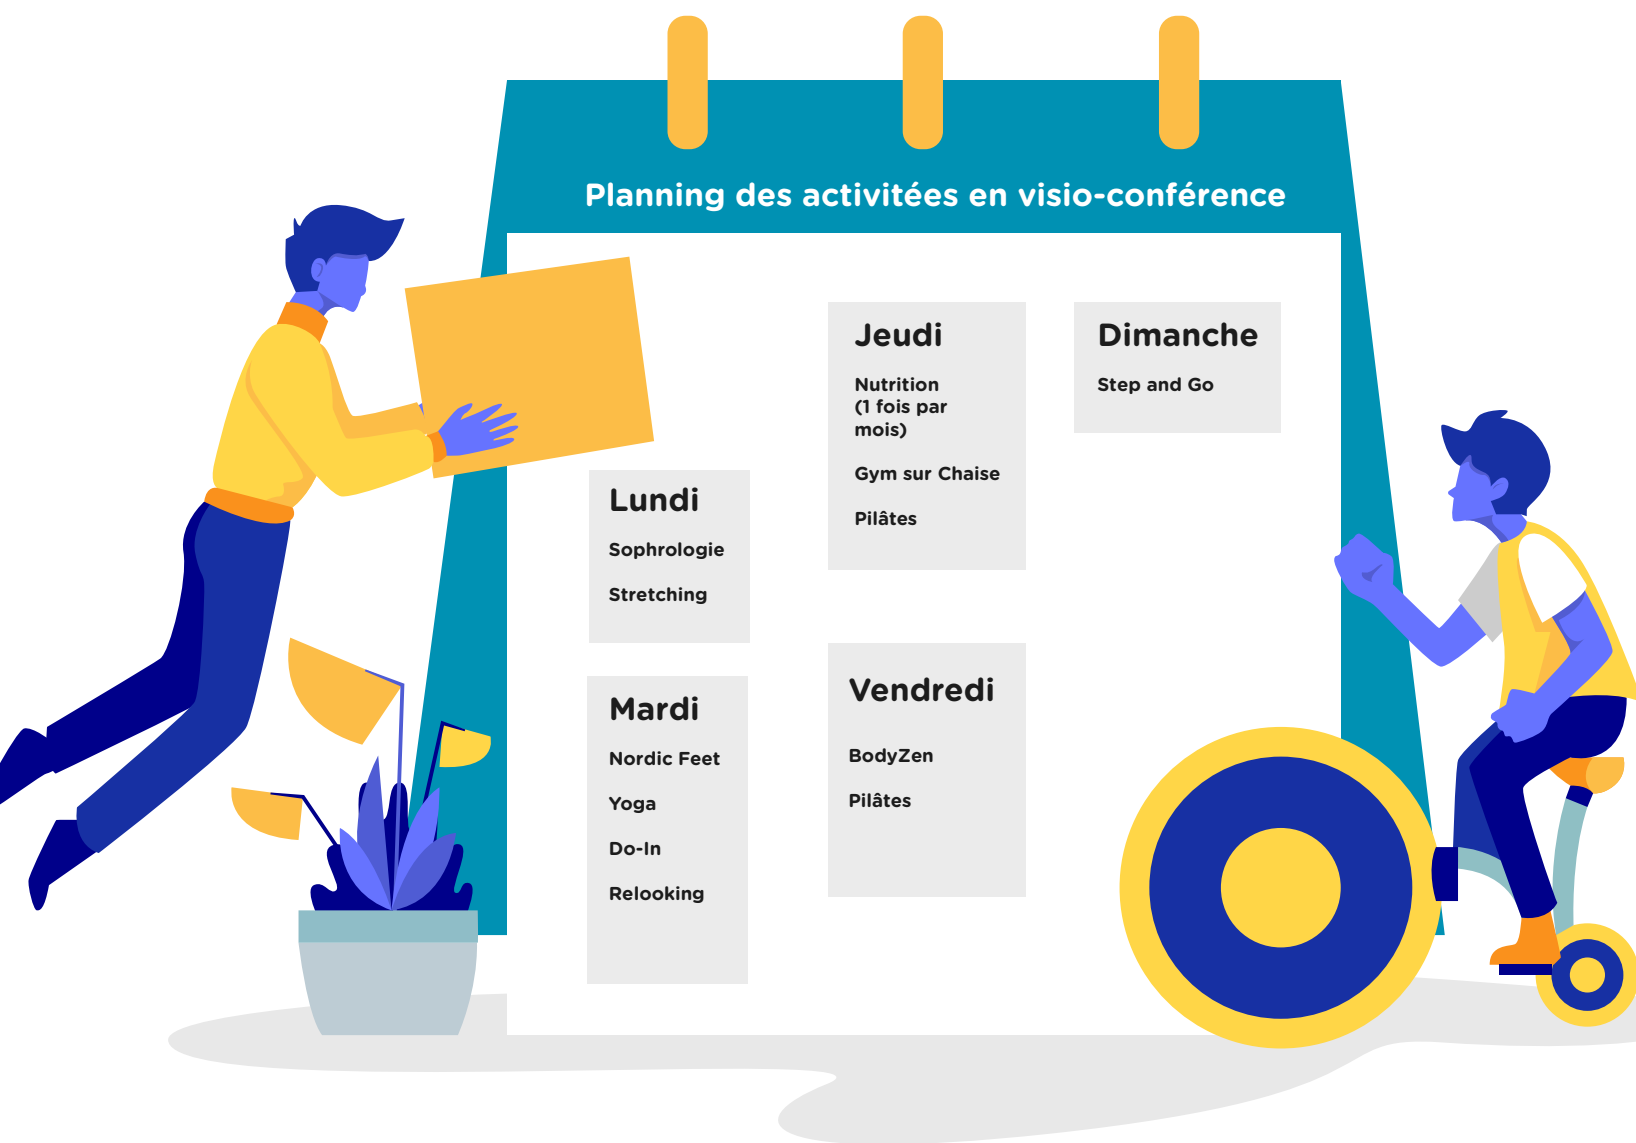 Planning des activitées en visio-conférence
Lundi
Sophrologie
Stretching
Mardi
Nordic Feet
Yoga
Do-In
Relooking
Jeudi
Nutrition
(1 fois par
mois)
Gym sur Chaise
Pilâtes
Vendredi
BodyZen
Pilâtes
Dimanche
Step and Go